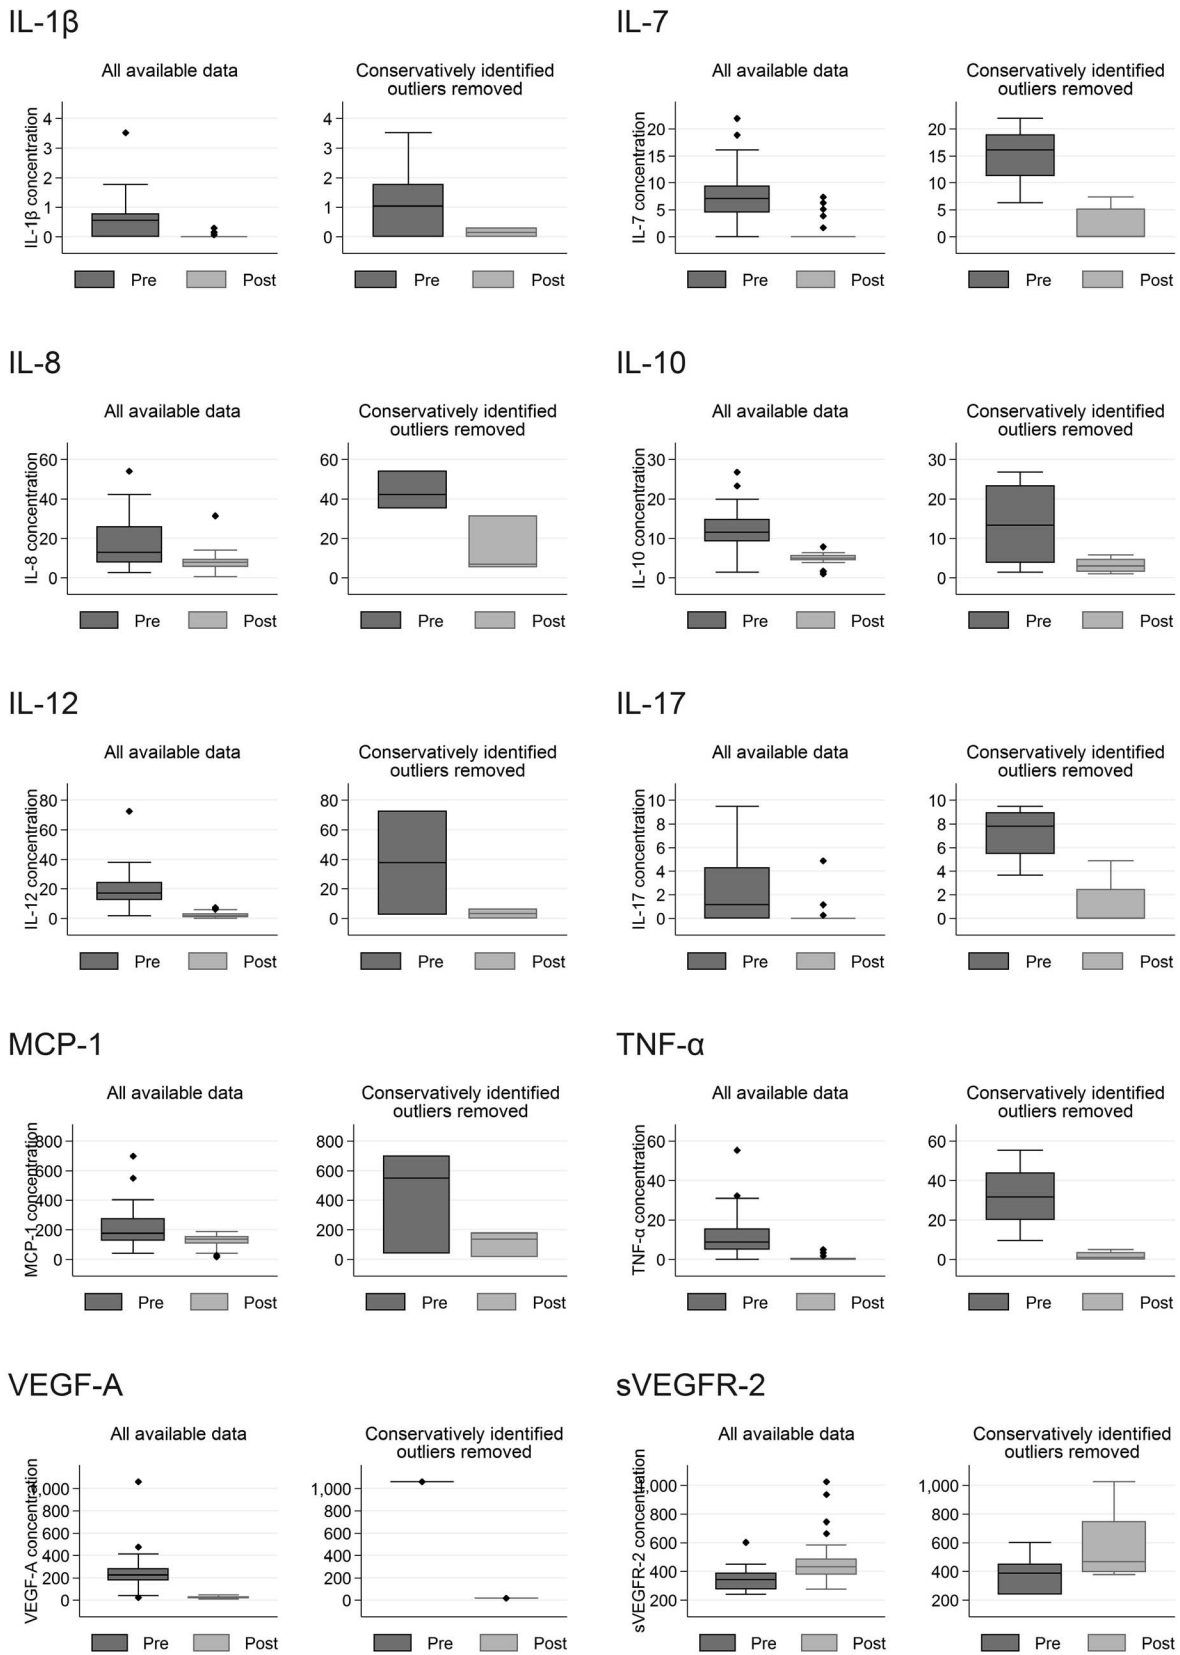 IL-1β
IL-7
All available data
Conservatively identified
outliers removed
All available data
Conservatively identified
outliers removed
IL-1β concentration
4
3
2
1
0
4
3
2
1
0
IL-7 concentration
20
15
10
5
0
20
15
10
5
0
Pre
Post
Pre
Post
Pre
Post
Pre
Post
IL-8
IL-10
All available data
Conservatively identified
outliers removed
All available data
Conservatively identified
outliers removed
IL-8 concentration
60
40
20
0
60
40
20
0
IL-10 concentration
30
20
10
0
30
20
10
0
Pre
Post
Pre
Post
Pre
Post
Pre
Post
IL-12
IL-17
All available data
Conservatively identified
outliers removed
All available data
Conservatively identified
outliers removed
IL-12 concentration
80
60
40
20
0
80
60
40
20
0
IL-17 concentration
10
8
6
4
2
0
10
8
6
4
2
0
Pre
Post
Pre
Post
Pre
Post
Pre
Post
MCP-1
TNF-α
All available data
Conservatively identified
outliers removed
All available data
Conservatively identified
outliers removed
MCP-1 concentration
800
600
400
200
0
800
600
400
200
0
TNF-α concentration
60
40
20
0
60
40
20
0
Pre
Post
Pre
Post
Pre
Post
Pre
Post
VEGF-A
sVEGFR-2
All available data
Conservatively identified
outliers removed
All available data
Conservatively identified
outliers removed
VEGF-A concentration
1,000
800
600
400
200
0
1,000
800
600
400
200
0
sVEGFR-2 concentration
1,000
800
600
400
200
1,000
800
600
400
200
Pre
Post
Pre
Post
Pre
Post
Pre
Post